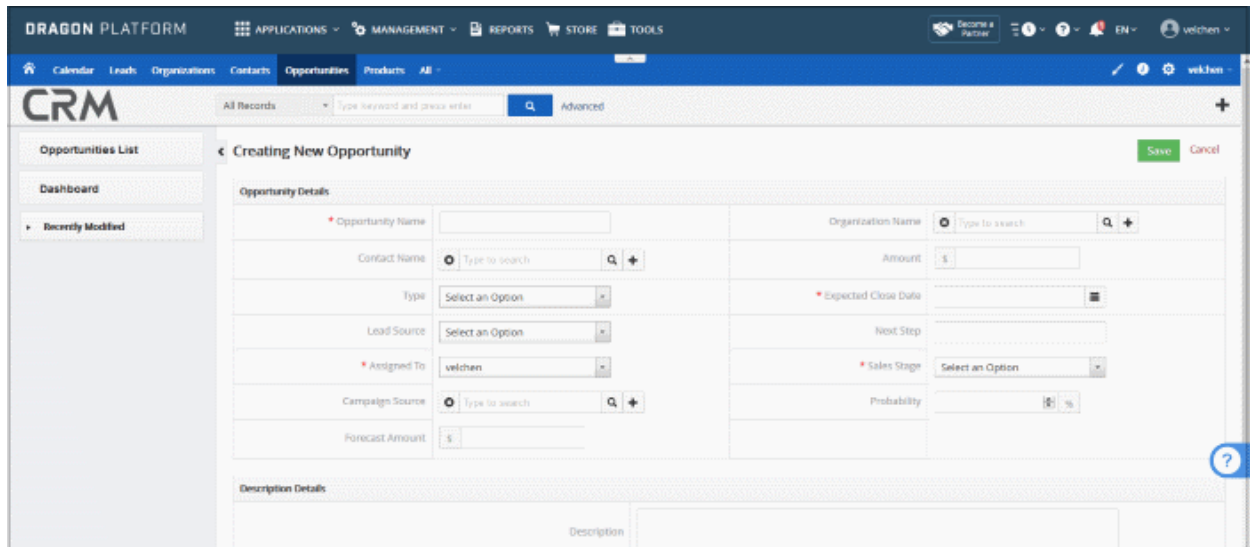 DRAGON PLATFORM APPLICATIONS MANAGEMENT REPORTS STORE TOOLS Become a Partner EN velchen
Calendar Leads Organizations Contacts Opportunities Products All velchen
CRM All Records Type keyword and press enter Advanced
Opportunities List Creating New Opportunity Save Cancel
Dashboard Opportunity Details
Recently Modified * Opportunity Name Organization Name Type to search
Contact Name Type to search Amount $
Type Select an Option * Expected Close Date
Lead Source Select an Option Next Step
* Assigned To velchen * Sales Stage Select an Option
Campaign Source Type to search Probability %
Forecast Amount $
?
Description Details
Description